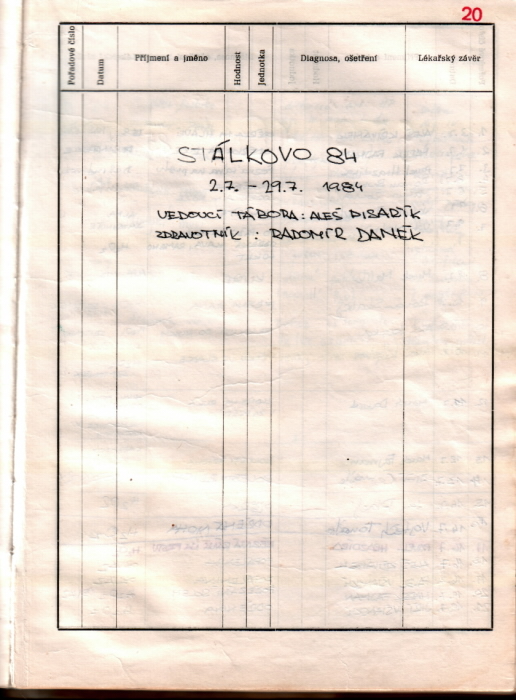 20
Pořadové číslo Datum Příjmení a jméno Hodnost Jednotka Diagnosa, ošetření Lékařský závěr
STÁLKOVO 84
2.7. - 29.7. 1984
VEDOUCÍ TÁBORA: ALEŠ PISAŘÍK
ZDRAVOTNÍK : RADOMÍR DANĚK